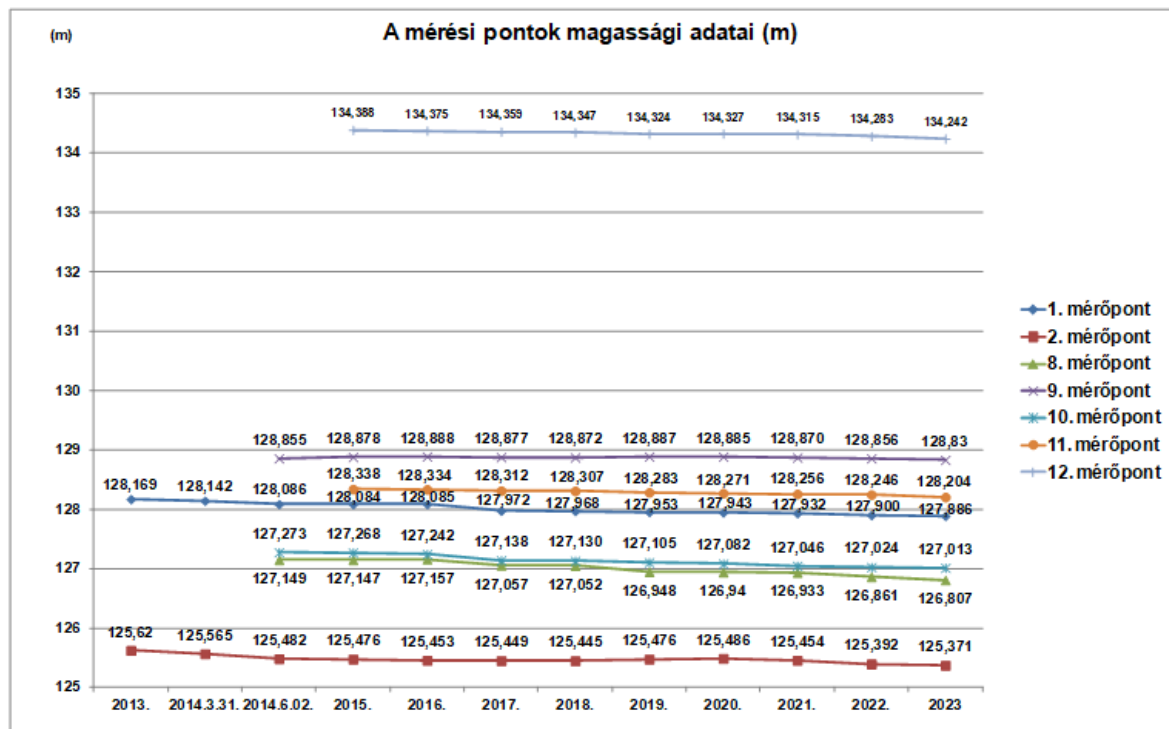 A mérési pontok magassági adatai (m)
(m)
135
134,388 134,375 134,359 134,347 134,324 134,327 134,315 134,283 134,242
134
133
132
131
130
128,855 128,878 128,888 128,877 128,872 128,887 128,885 128,870 128,856 128,83
129
128,338 128,334 128,312 128,307 128,283 128,271 128,256 128,246 128,204
128,169 128,142 128,086 128,084 128,085 127,972 127,968 127,953 127,943 127,932 127,900 127,886
128
127,273 127,268 127,242 127,138 127,130 127,105 127,082 127,046 127,024 127,013
127
127,149 127,147 127,157 127,057 127,052 126,948 126,94 126,933 126,861 126,807
126
125,62 125,565 125,482 125,476 125,453 125,449 125,445 125,476 125,486 125,454 125,392 125,371
125
2013. 2014.3.31. 2014.6.02. 2015. 2016. 2017. 2018. 2019. 2020. 2021. 2022. 2023
1. mérőpont
2. mérőpont
8. mérőpont
9. mérőpont
10. mérőpont
11. mérőpont
12. mérőpont